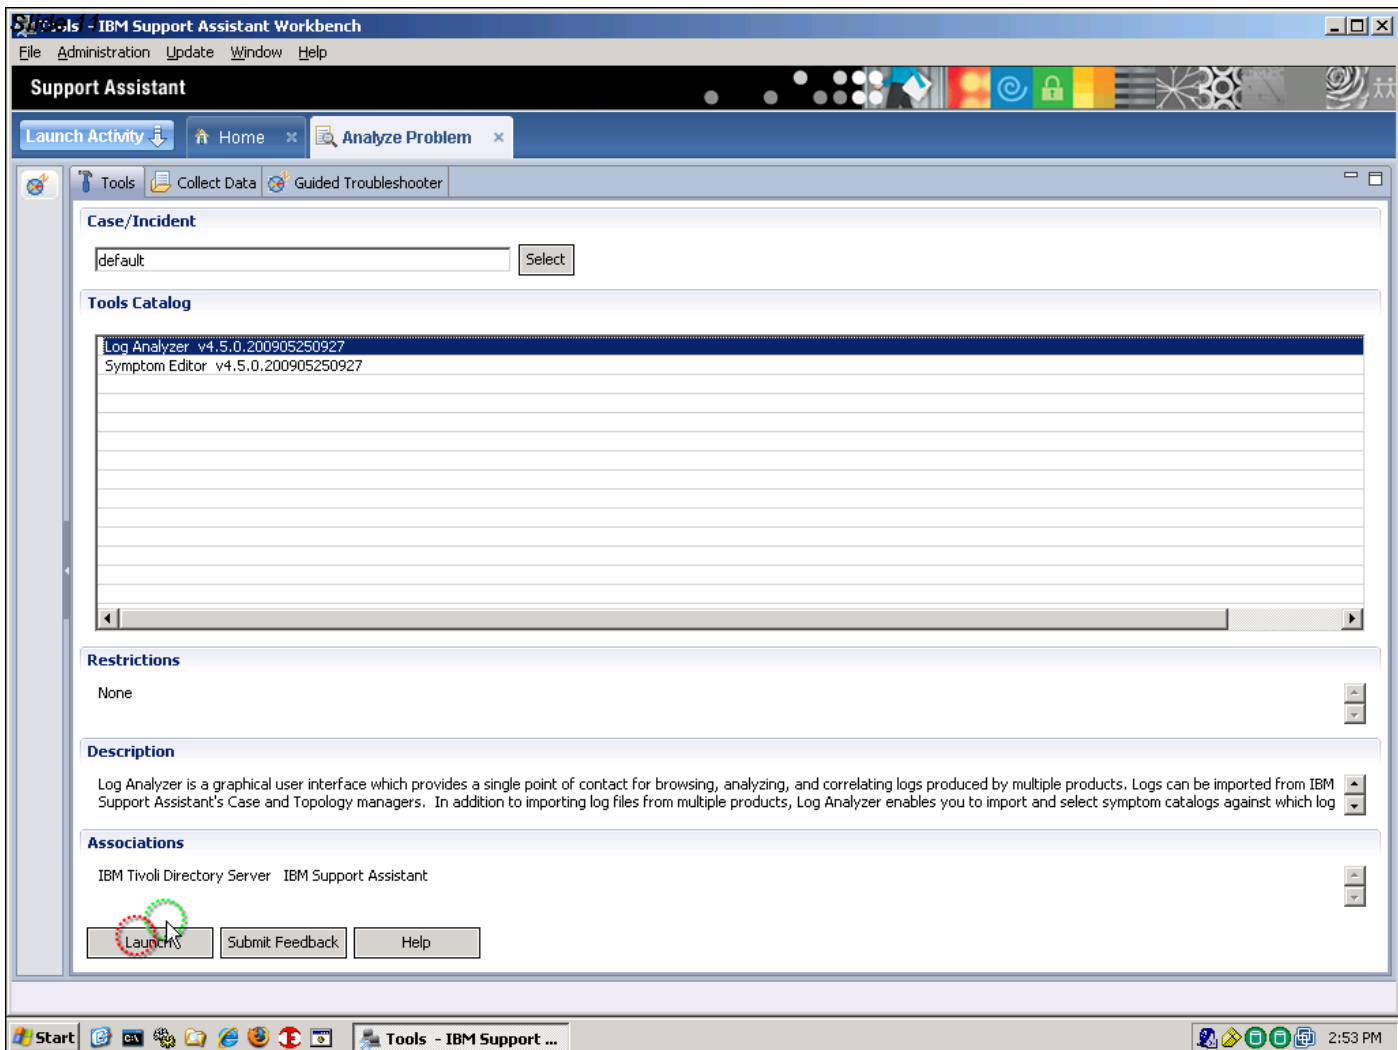 Slide 11
Tools - IBM Support Assistant Workbench
File Administration Update Window Help
Support Assistant
Launch Activity
Home
Analyze Problem
Tools
Collect Data
Guided Troubleshooter
Case/Incident
default
Select
Tools Catalog
Log Analyzer v4.5.0.200905250927
Symptom Editor v4.5.0.200905250927
Restrictions
None
Description
Log Analyzer is a graphical user interface which provides a single point of contact for browsing, analyzing, and correlating logs produced by multiple products. Logs can be imported from IBM
Support Assistant's Case and Topology managers. In addition to importing log files from multiple products, Log Analyzer enables you to import and select symptom catalogs against which log
Associations
IBM Tivoli Directory Server IBM Support Assistant
Launch
Submit Feedback
Help
Start
Tools - IBM Support ...
2:53 PM